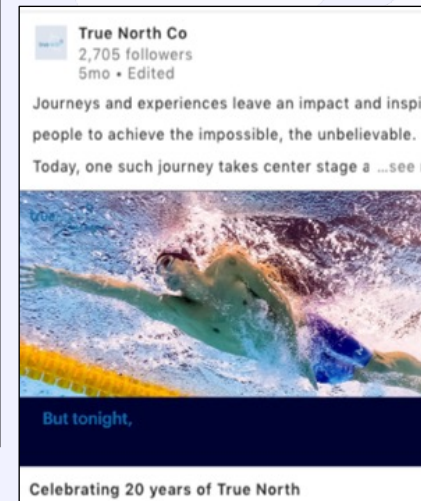 True North Co
2,705 followers
5mo • Edited
Journeys and experiences leave an impact and inspi
people to achieve the impossible, the unbelievable.
Today, one such journey takes center stage a ...see
true
But tonight,
Celebrating 20 years of True North